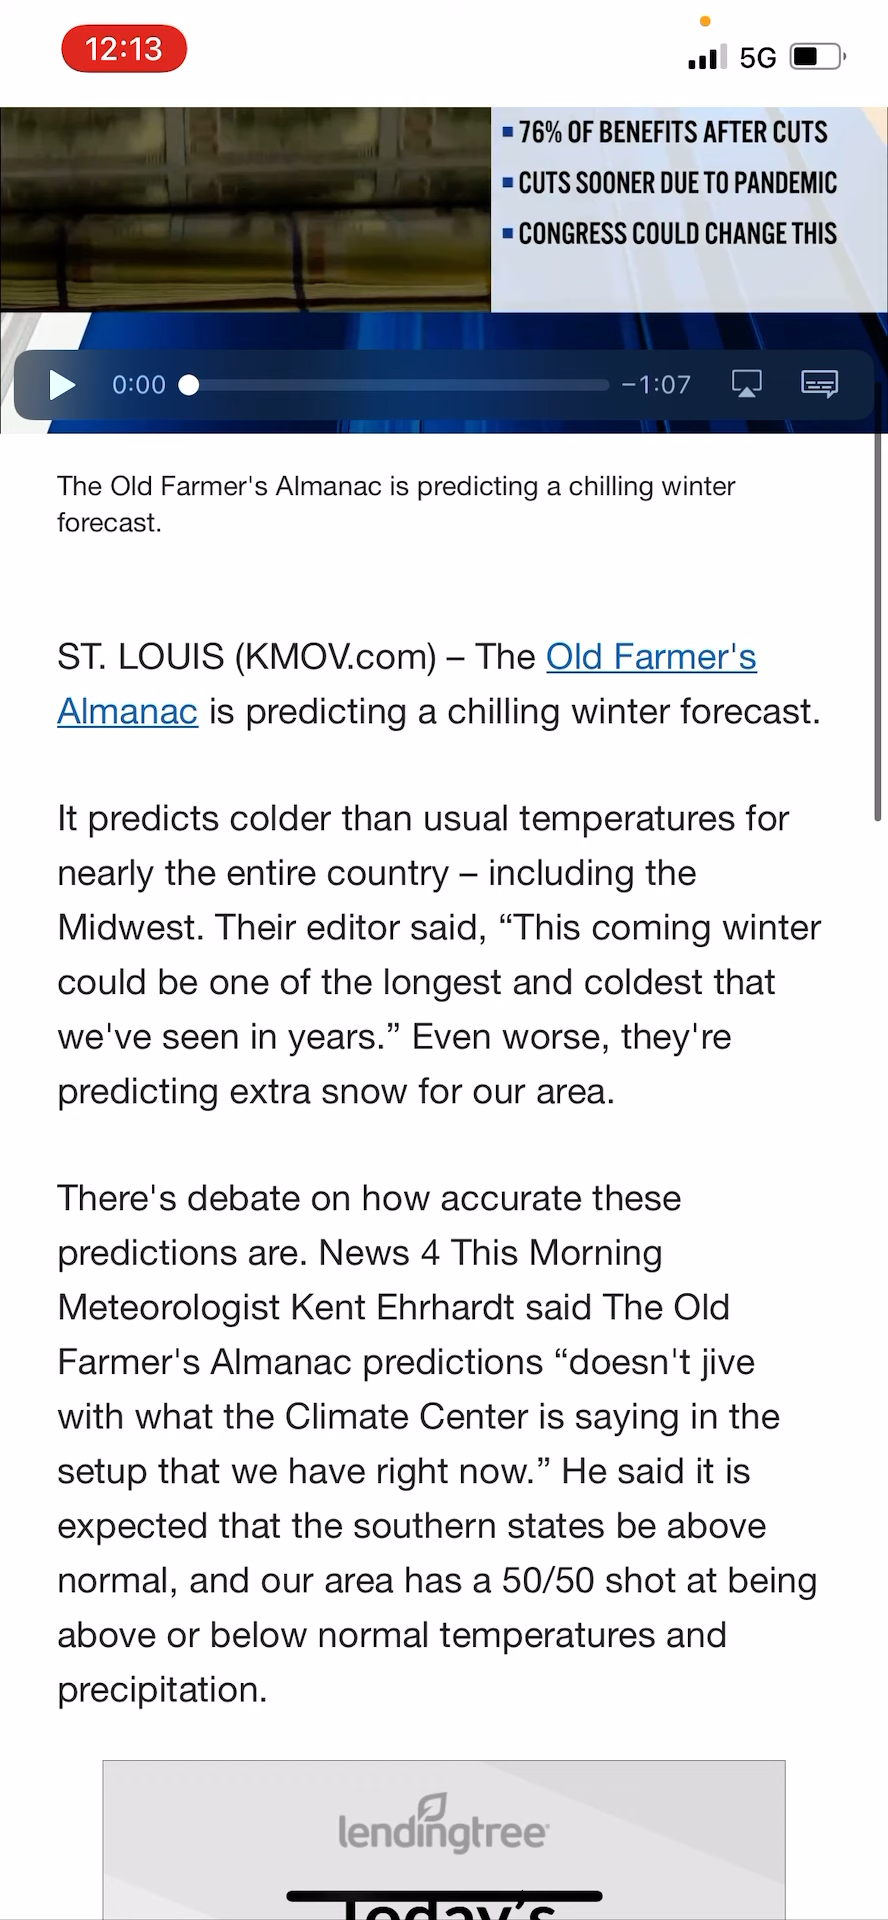 12:13
5G
76% OF BENEFITS AFTER CUTS
CUTS SOONER DUE TO PANDEMIC
CONGRESS COULD CHANGE THIS
0:00
−1:07
The Old Farmer's Almanac is predicting a chilling winter
forecast.
ST. LOUIS (KMOV.com) – The Old Farmer's
Almanac is predicting a chilling winter forecast.
It predicts colder than usual temperatures for
nearly the entire country – including the
Midwest. Their editor said, “This coming winter
could be one of the longest and coldest that
we've seen in years.” Even worse, they're
predicting extra snow for our area.
There's debate on how accurate these
predictions are. News 4 This Morning
Meteorologist Kent Ehrhardt said The Old
Farmer's Almanac predictions “doesn't jive
with what the Climate Center is saying in the
setup that we have right now.” He said it is
expected that the southern states be above
normal, and our area has a 50/50 shot at being
above or below normal temperatures and
precipitation.
lendingtree
Today's